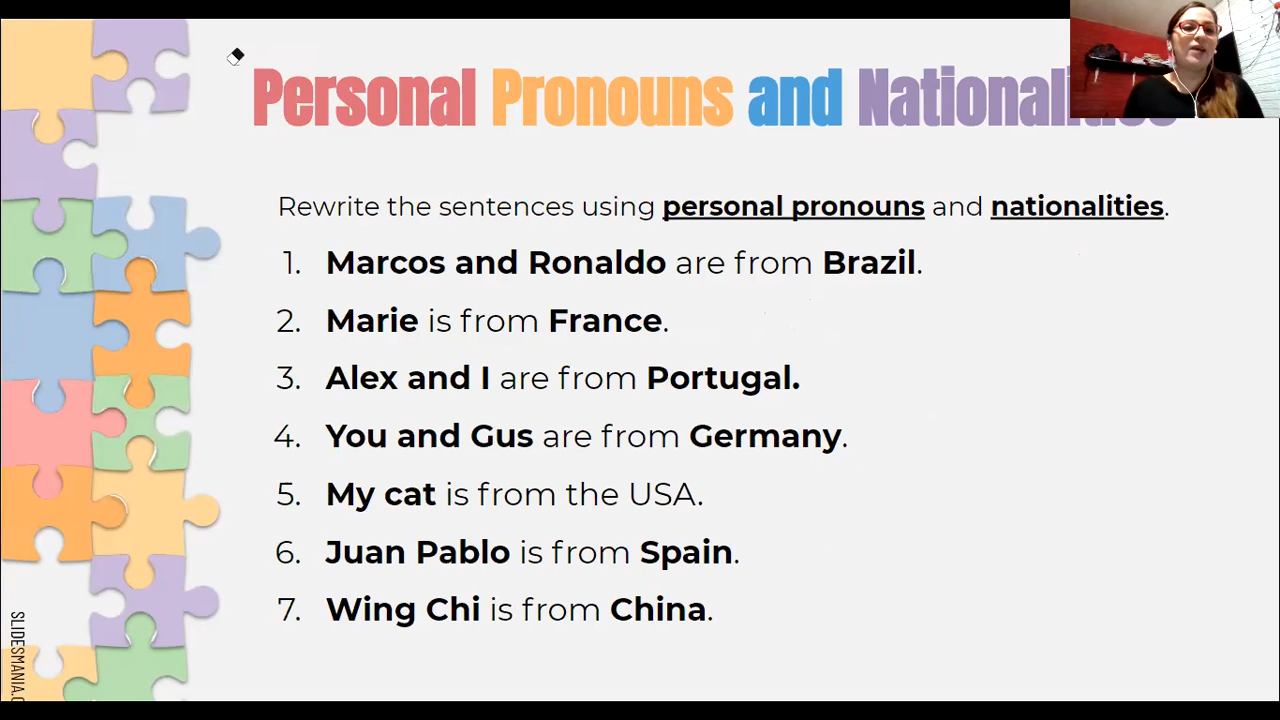 Personal Pronouns and
Rewrite the sentences using personal pronouns and nationalities.
1. Marcos and Ronaldo are from Brazil.
2. Marie is from France.
3. Alex and I are from Portugal.
4. You and Gus are from Germany.
5. My cat is from the USA.
6. Juan Pablo is from Spain.
7. Wing Chi is from China.